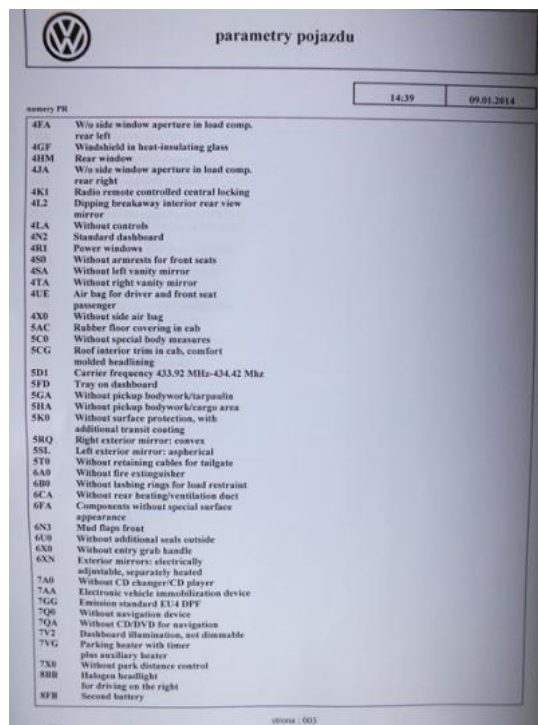 parametry pojazdu
14:39 09.01.2014
numery PR
4FA W/o side window aperture in load comp.
rear left
4GF Windshield in heat-insulating glass
4HM Rear window
4JA W/o side window aperture in load comp.
rear right
4K1 Radio remote controlled central locking
4L2 Dipping breakaway interior rear view
mirror
4LA Without controls
4N2 Standard dashboard
4R1 Power windows
4S0 Without armrests for front seats
4SA Without left vanity mirror
4TA Without right vanity mirror
4UE Air bag for driver and front seat
passenger
4X0 Without side air bag
5AC Rubber floor covering in cab
5C0 Without special body measures
5CG Roof interior trim in cab, comfort
molded headlining
5D1 Carrier frequency 433.92 MHz-434.42 Mhz
5FD Tray on dashboard
5GA Without pickup bodywork/tarpaulin
5HA Without pickup bodywork/cargo area
5K0 Without surface protection, with
additional transit coating
5RQ Right exterior mirror: convex
5SL Left exterior mirror: aspherical
5T0 Without retaining cables for tailgate
6A0 Without fire extinguisher
6B0 Without lashing rings for load restraint
6CA Without rear heating/ventilation duct
6FA Components without special surface
appearance
6N3 Mud flaps front
6U0 Without additional seals outside
6X0 Without entry grab handle
6XN Exterior mirrors: electrically
adjustable, separately heated
7A0 Without CD changer/CD player
7AA Electronic vehicle immobilization device
7GG Emission standard EU4 DPF
7Q0 Without navigation device
7QA Without CD/DVD for navigation
7V2 Dashboard illumination, not dimmable
7VG Parking heater with timer
plus auxiliary heater
7X0 Without park distance control
8BB Halogen headlight
for driving on the right
8FB Second battery
strona : 003